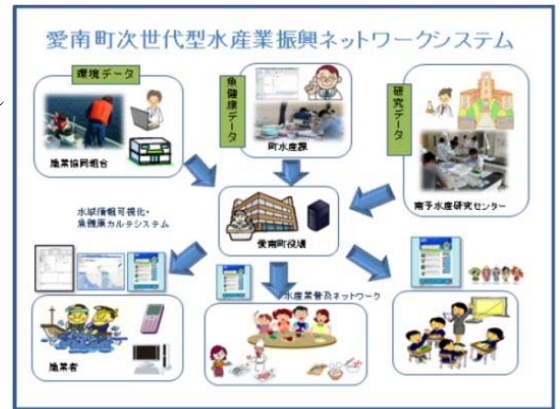 愛南町次世代型水産業振興ネットワークシステム
環境データ
漁業協同組合
魚健康データ
町水産課
研究データ
南予水産研究センター
愛南町役場
水域情報可視化・
魚健康カルテシステム
水産業普及ネットワーク
漁業者